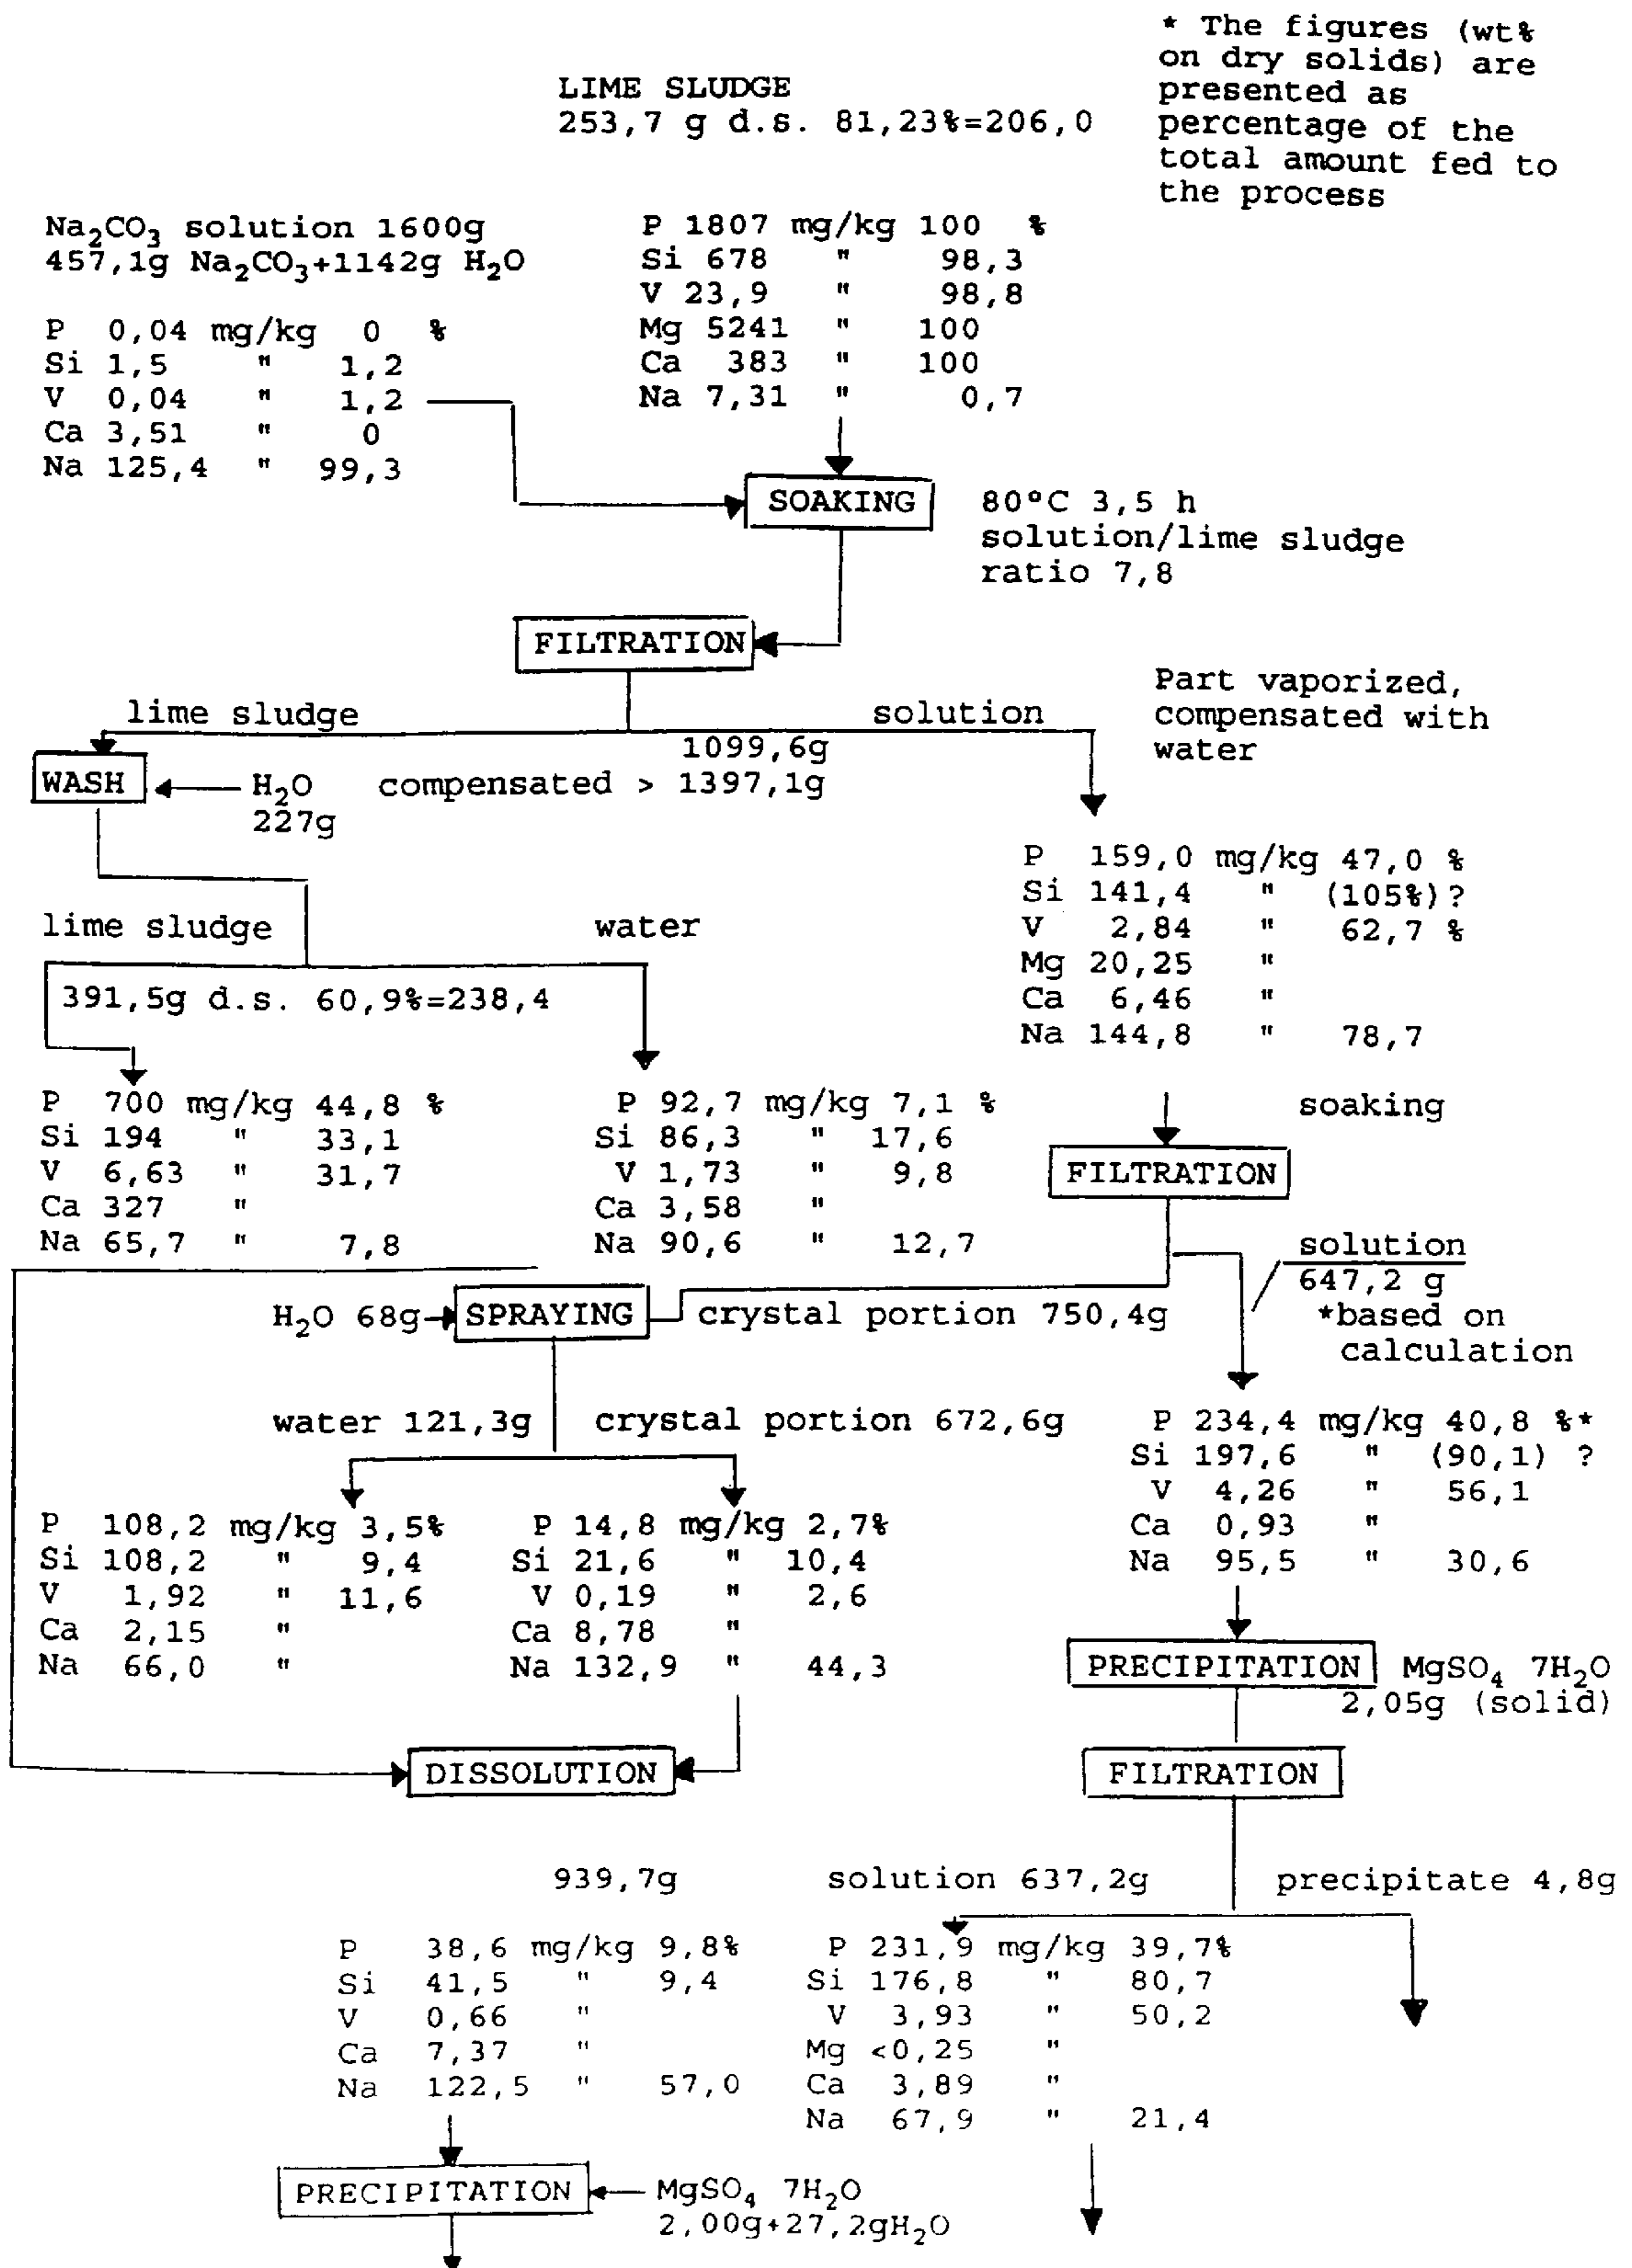 * The figures (wt%
on dry solids) are
presented as
percentage of the
total amount fed to
the process
LIME SLUDGE
253,7 g d.s. 81,23%=206,0
Na₂CO₃ solution 1600g
457,1g Na₂CO₃+1142g H₂O
P 0,04 mg/kg 0 %
Si 1,5 " 1,2
V 0,04 " 1,2
Ca 3,51 " 0
Na 125,4 " 99,3
P 1807 mg/kg 100 %
Si 678 " 98,3
V 23,9 " 98,8
Mg 5241 " 100
Ca 383 " 100
Na 7,31 " 0,7
SOAKING
80°C 3,5 h
solution/lime sludge
ratio 7,8
FILTRATION
lime sludge
solution
Part vaporized,
compensated with
water
1099,6g
compensated > 1397,1g
WASH
H₂O
227g
P 159,0 mg/kg 47,0 %
Si 141,4 " (105%)?
V 2,84 " 62,7 %
Mg 20,25 "
Ca 6,46 "
Na 144,8 " 78,7
lime sludge
water
391,5g d.s. 60,9%=238,4
P 700 mg/kg 44,8 %
Si 194 " 33,1
V 6,63 " 31,7
Ca 327 "
Na 65,7 " 7,8
P 92,7 mg/kg 7,1 %
Si 86,3 " 17,6
V 1,73 " 9,8
Ca 3,58 "
Na 90,6 " 12,7
soaking
FILTRATION
solution
647,2 g
*based on
calculation
H₂O 68g
SPRAYING
crystal portion 750,4g
water 121,3g
crystal portion 672,6g
P 108,2 mg/kg 3,5%
Si 108,2 " 9,4
V 1,92 " 11,6
Ca 2,15 "
Na 66,0 "
P 14,8 mg/kg 2,7%
Si 21,6 " 10,4
V 0,19 " 2,6
Ca 8,78 "
Na 132,9 " 44,3
P 234,4 mg/kg 40,8 %*
Si 197,6 " (90,1) ?
V 4,26 " 56,1
Ca 0,93 "
Na 95,5 " 30,6
PRECIPITATION
MgSO₄ 7H₂O
2,05g (solid)
DISSOLUTION
FILTRATION
939,7g
solution 637,2g
precipitate 4,8g
P 38,6 mg/kg 9,8%
Si 41,5 " 9,4
V 0,66 "
Ca 7,37 "
Na 122,5 " 57,0
P 231,9 mg/kg 39,7%
Si 176,8 " 80,7
V 3,93 " 50,2
Mg <0,25 "
Ca 3,89 "
Na 67,9 " 21,4
PRECIPITATION
MgSO₄ 7H₂O
2,00g+27,2gH₂O